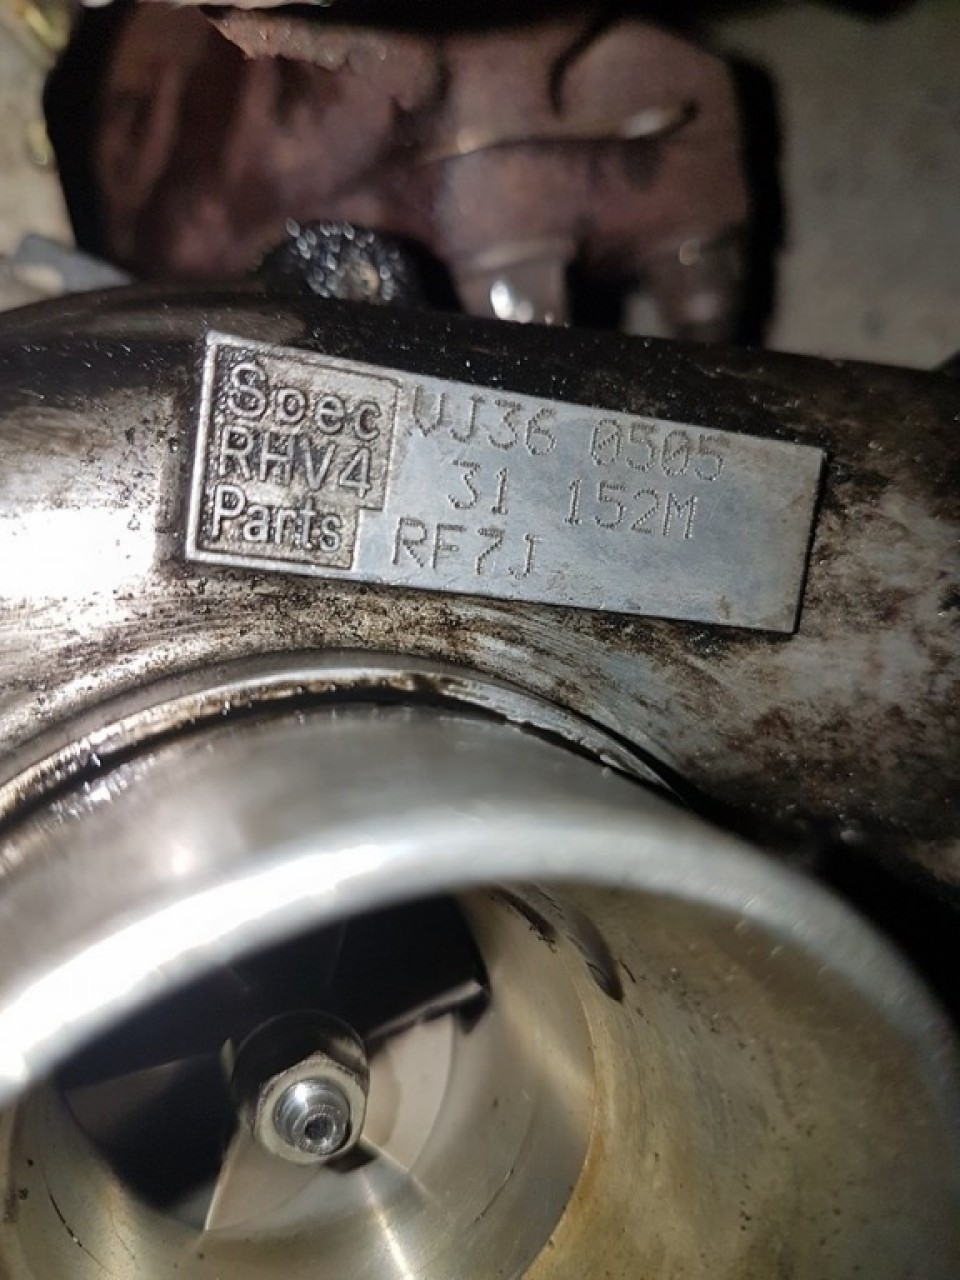 Spec
RHV4
Parts
VJ36 0505
31 152M
RF7J